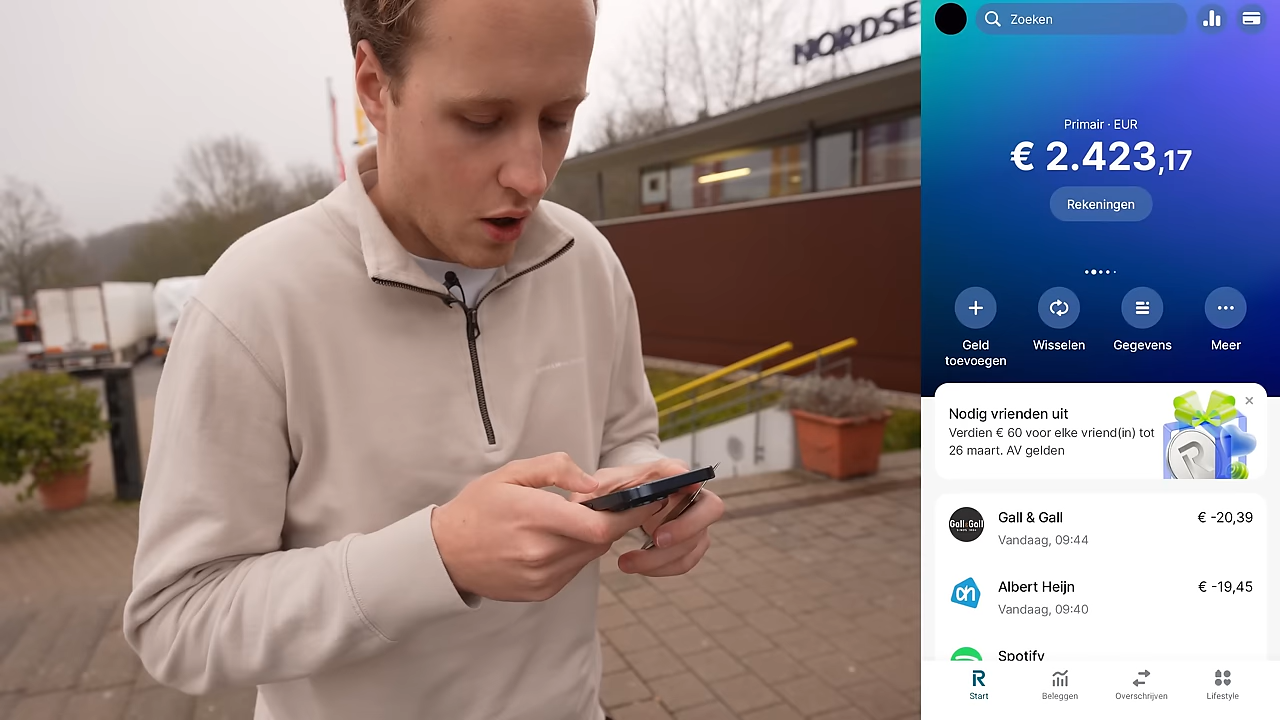 NORDSE
Zoeken
Primair · EUR
€ 2.423,17
Rekeningen
Geld
toevoegen
Wisselen
Gegevens
Meer
Nodig vrienden uit
Verdien € 60 voor elke vriend(in) tot
26 maart. AV gelden
Gall & Gall
€ -20,39
Vandaag, 09:44
Albert Heijn
€ -19,45
Vandaag, 09:40
Spotify
Start
Beleggen
Overschrijven
Lifestyle